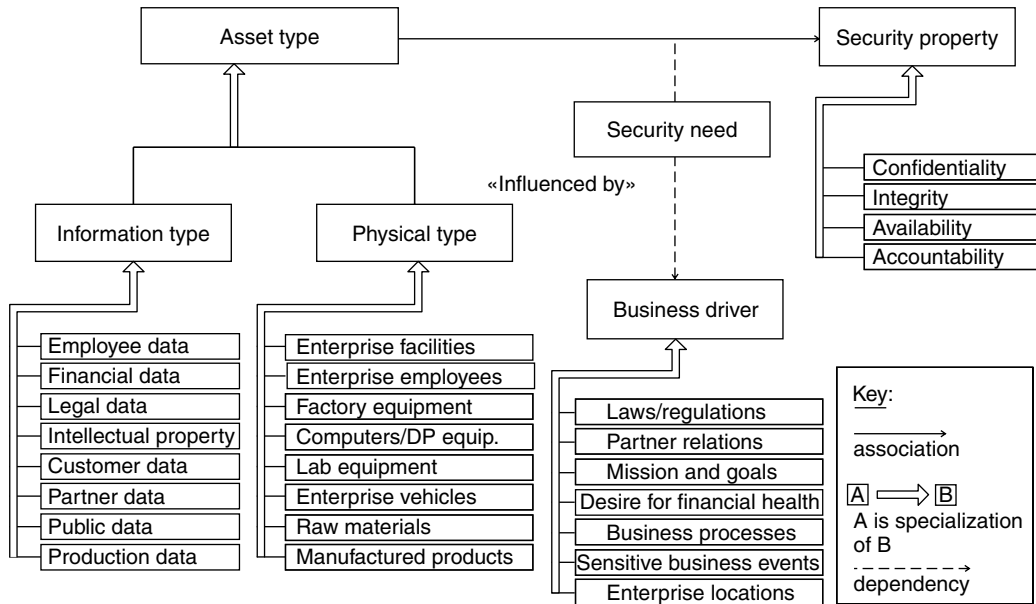 Asset type
Security property
Security need
Confidentiality
Integrity
Availability
Accountability
«Influenced by»
Information type
Physical type
Business driver
Employee data
Financial data
Legal data
Intellectual property
Customer data
Partner data
Public data
Production data
Enterprise facilities
Enterprise employees
Factory equipment
Computers/DP equip.
Lab equipment
Enterprise vehicles
Raw materials
Manufactured products
Laws/regulations
Partner relations
Mission and goals
Desire for financial health
Business processes
Sensitive business events
Enterprise locations
Key:
association
A B
A is specialization
of B
dependency